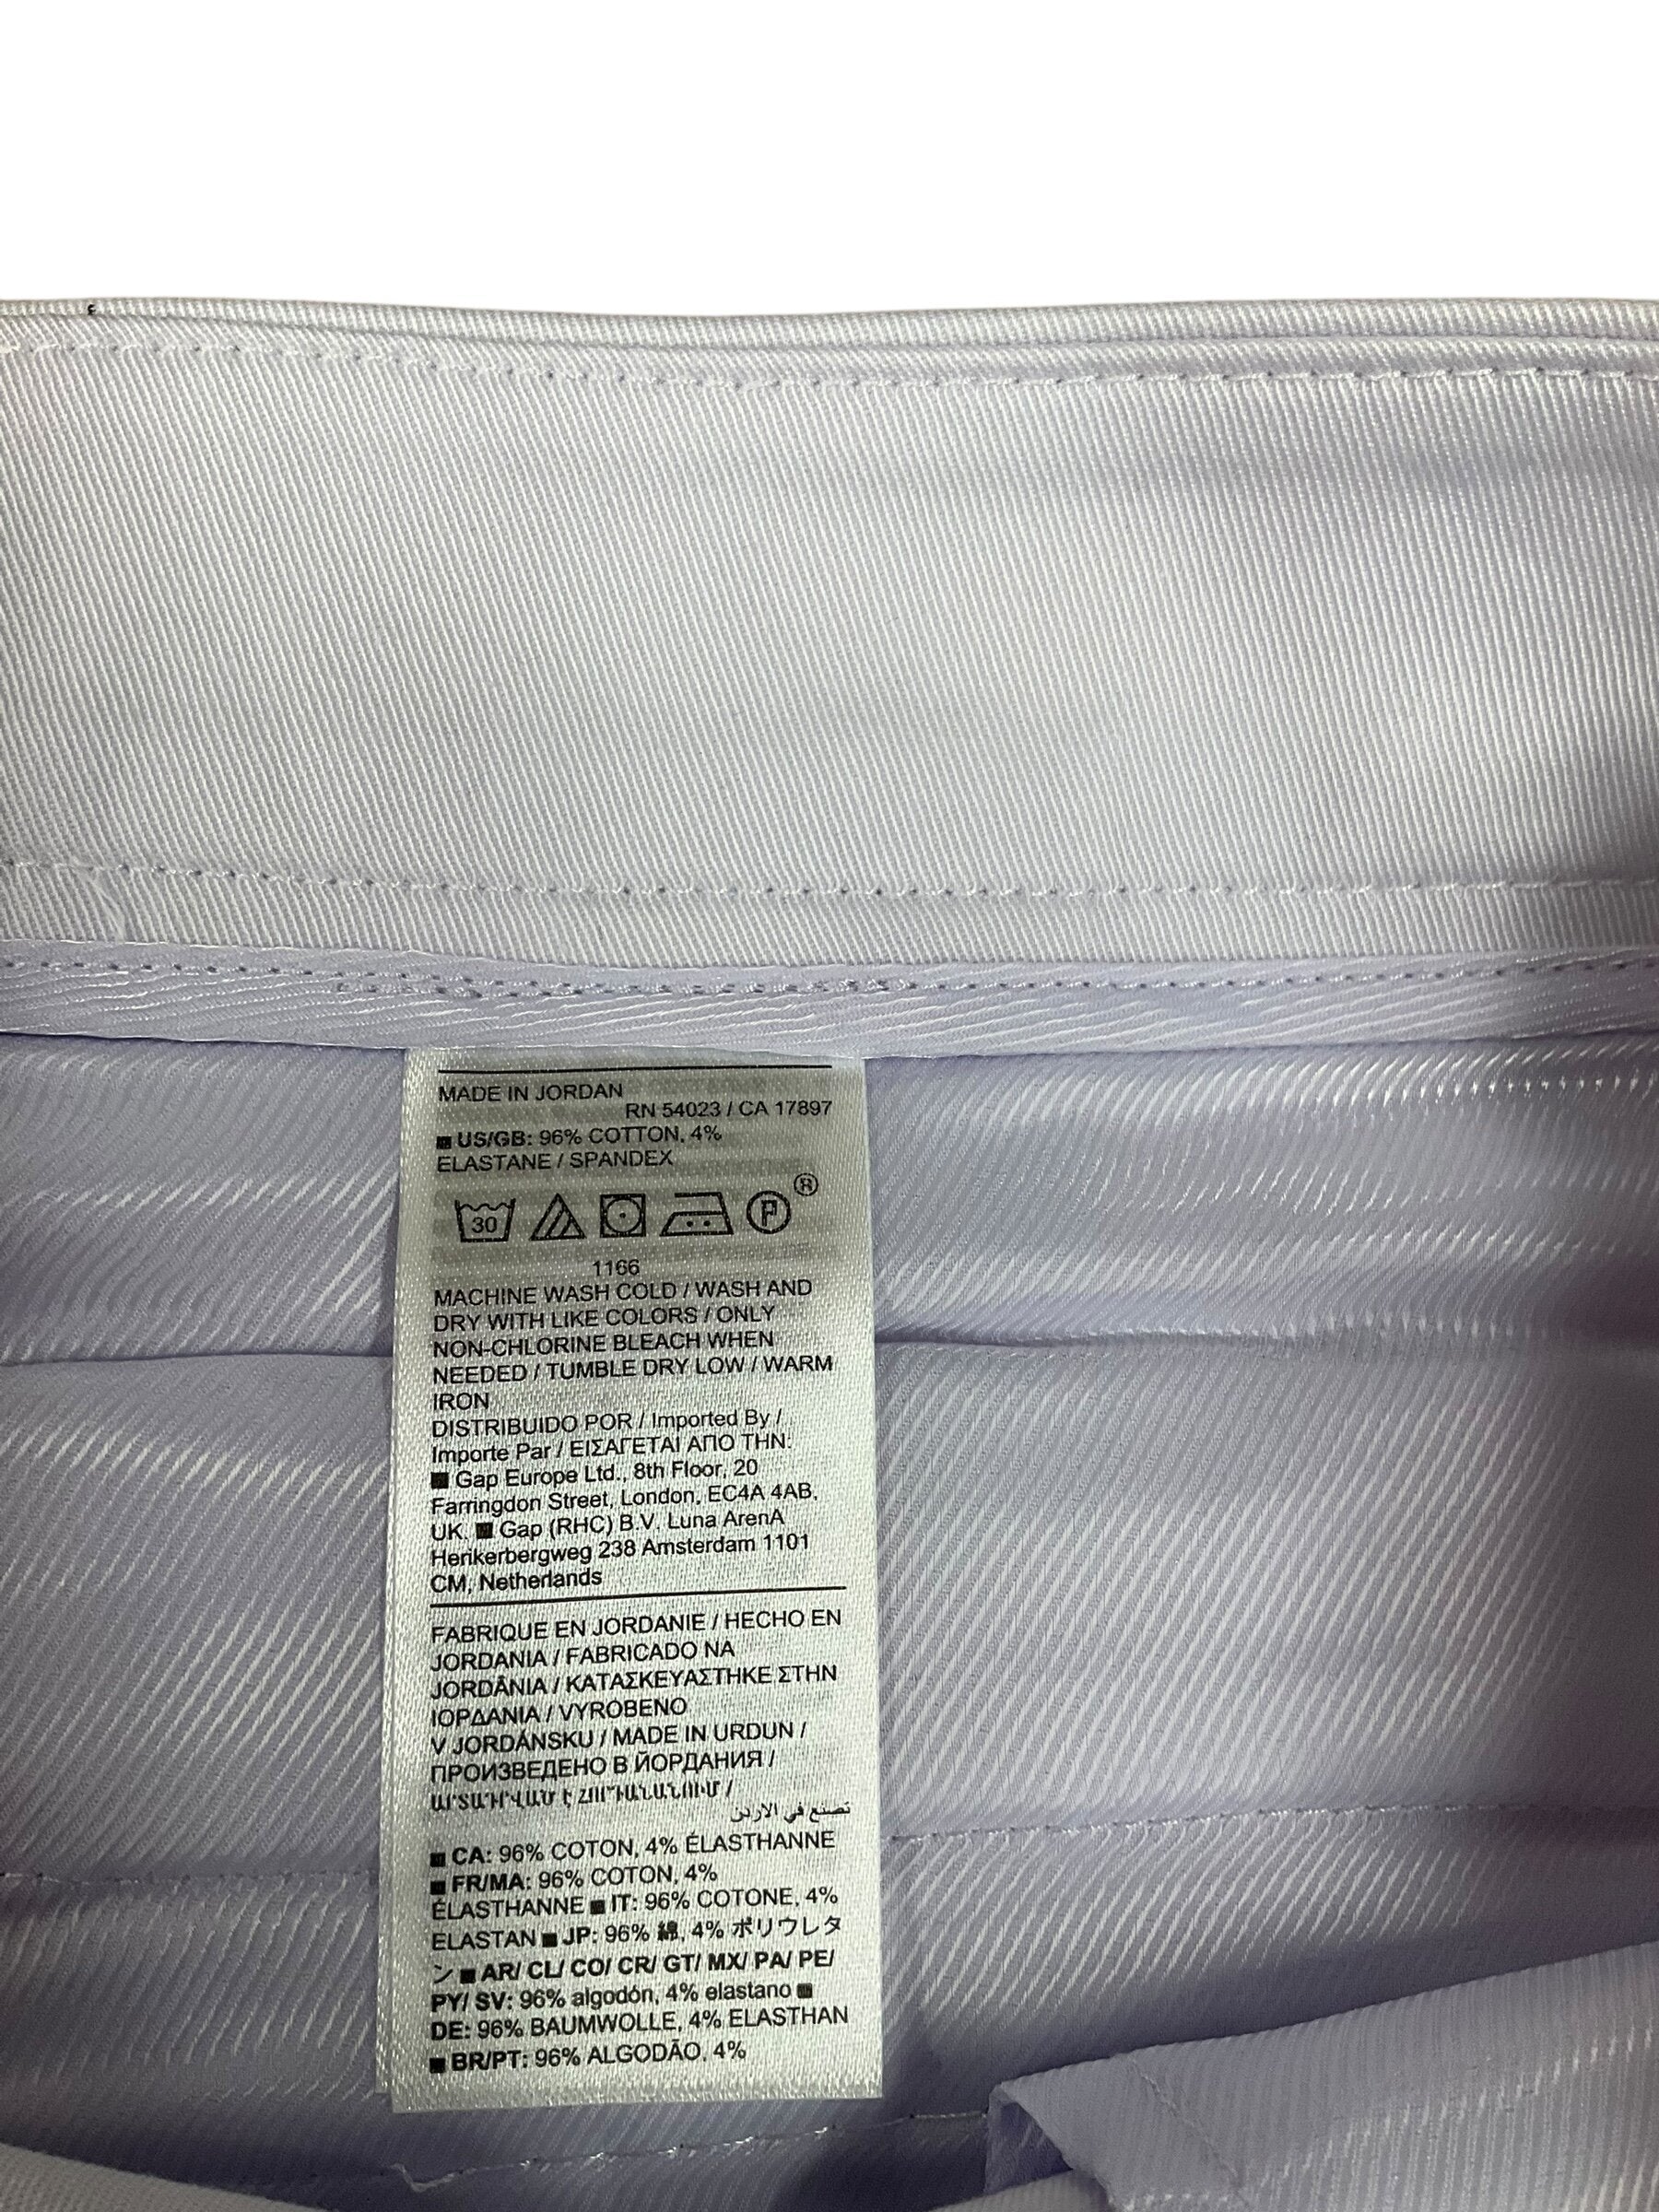 MADE IN JORDAN
RN 54023 / CA 17897
■ US/GB: 96% COTTON, 4%
ELASTANE / SPANDEX
30 P ®
1166
MACHINE WASH COLD / WASH AND
DRY WITH LIKE COLORS / ONLY
NON-CHLORINE BLEACH WHEN
NEEDED / TUMBLE DRY LOW / WARM
IRON
DISTRIBUIDO POR / Imported By /
Importe Par / ΕΙΣΑΓΕΤΑΙ ΑΠΟ ΤΗΝ:
■ Gap Europe Ltd., 8th Floor, 20
Farringdon Street, London, EC4A 4AB,
UK. ■ Gap (RHC) B.V. Luna ArenA
Herikerbergweg 238 Amsterdam 1101
CM, Netherlands
FABRIQUE EN JORDANIE / HECHO EN
JORDANIA / FABRICADO NA
JORDÂNIA / ΚΑΤΑΣΚΕΥΑΣΤΗΚΕ ΣΤΗΝ
ΙΟΡΔΑΝΙΑ / VYROBENO
V JORDÁNSKU / MADE IN URDUN /
ПРОИЗВЕДЕНО В ЙОРДАНИЯ /
ԱՐՏԱԴՐՎԱԾ Է ՀՈՐԴԱՆԱՆՈՒՄ /
تصنع في الاردن
■ CA: 96% COTON, 4% ÉLASTHANNE
■ FR/MA: 96% COTON, 4%
ÉLASTHANNE ■ IT: 96% COTONE, 4%
ELASTAN ■ JP: 96% 綿, 4% ポリウレタ
ン ■ AR/ CL/ CO/ CR/ GT/ MX/ PA/ PE/
PY/ SV: 96% algodón, 4% elastano ■
DE: 96% BAUMWOLLE, 4% ELASTHAN
■ BR/PT: 96% ALGODÃO, 4%